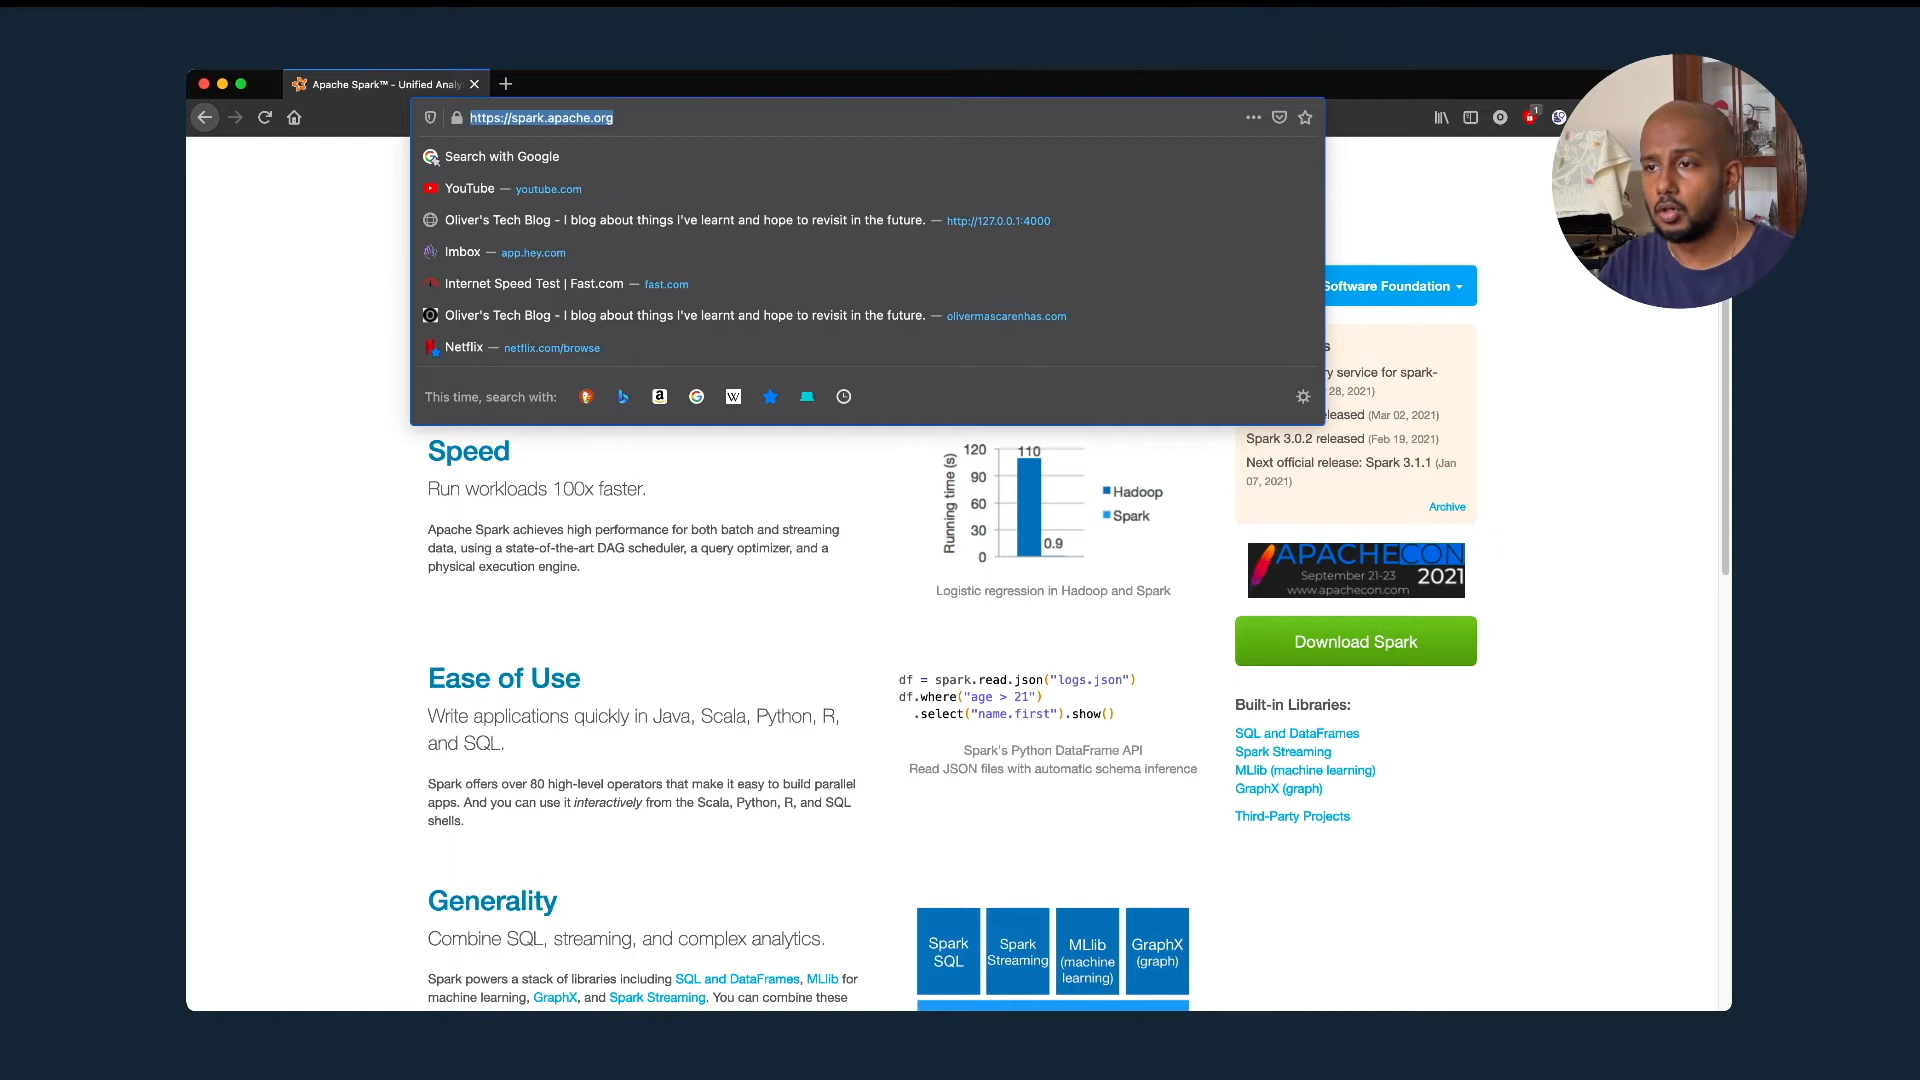 Apache Spark™ - Unified Analy
https://spark.apache.org
1
Search with Google
YouTube — youtube.com
Oliver's Tech Blog - I blog about things I've learnt and hope to revisit in the future. — http://127.0.0.1:4000
Imbox — app.hey.com
Internet Speed Test | Fast.com — fast.com
Oliver's Tech Blog - I blog about things I've learnt and hope to revisit in the future. — olivermascarenhas.com
Netflix — netflix.com/browse
This time, search with:
Software Foundation
s
ry service for spark-
28, 2021)
eleased (Mar 02, 2021)
Spark 3.0.2 released (Feb 19, 2021)
Next official release: Spark 3.1.1 (Jan
07, 2021)
Archive
APACHECON
September 21-23 2021
www.apachecon.com
Download Spark
Built-in Libraries:
SQL and DataFrames
Spark Streaming
MLlib (machine learning)
GraphX (graph)
Third-Party Projects
Speed
Run workloads 100x faster.
Apache Spark achieves high performance for both batch and streaming
data, using a state-of-the-art DAG scheduler, a query optimizer, and a
physical execution engine.
Running time (s)
120
90
60
30
0
110
0.9
Hadoop
Spark
Logistic regression in Hadoop and Spark
Ease of Use
Write applications quickly in Java, Scala, Python, R,
and SQL.
Spark offers over 80 high-level operators that make it easy to build parallel
apps. And you can use it interactively from the Scala, Python, R, and SQL
shells.
df = spark.read.json("logs.json")
df.where("age > 21")
.select("name.first").show()
Spark's Python DataFrame API
Read JSON files with automatic schema inference
Generality
Combine SQL, streaming, and complex analytics.
Spark powers a stack of libraries including SQL and DataFrames, MLlib for
machine learning, GraphX, and Spark Streaming. You can combine these
Spark
SQL
Spark
Streaming
MLlib
(machine
learning)
GraphX
(graph)